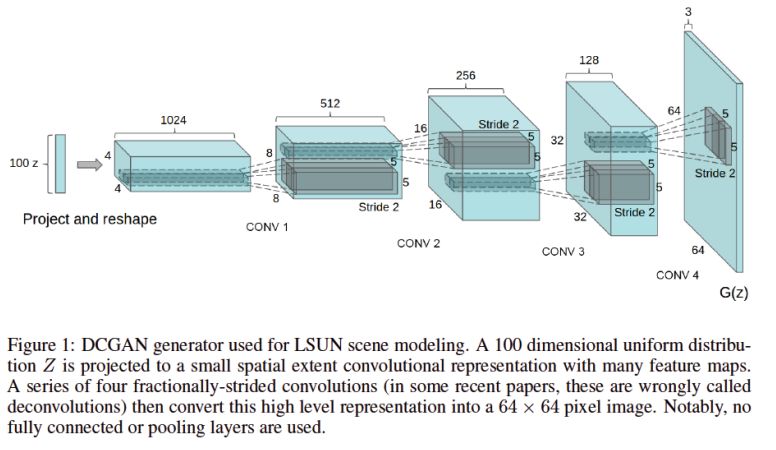 3
128
256
64
5
512
Stride 2
1024
16
5
5
32
5
4
8
5
5
Stride 2
100 z
5
5
4
8
16
32
Stride 2
Stride 2
Project and reshape
CONV 1
CONV 2
CONV 3
64
CONV 4
G(z)
Figure 1: DCGAN generator used for LSUN scene modeling. A 100 dimensional uniform distribu-
tion Z is projected to a small spatial extent convolutional representation with many feature maps.
A series of four fractionally-strided convolutions (in some recent papers, these are wrongly called
deconvolutions) then convert this high level representation into a 64 × 64 pixel image. Notably, no
fully connected or pooling layers are used.